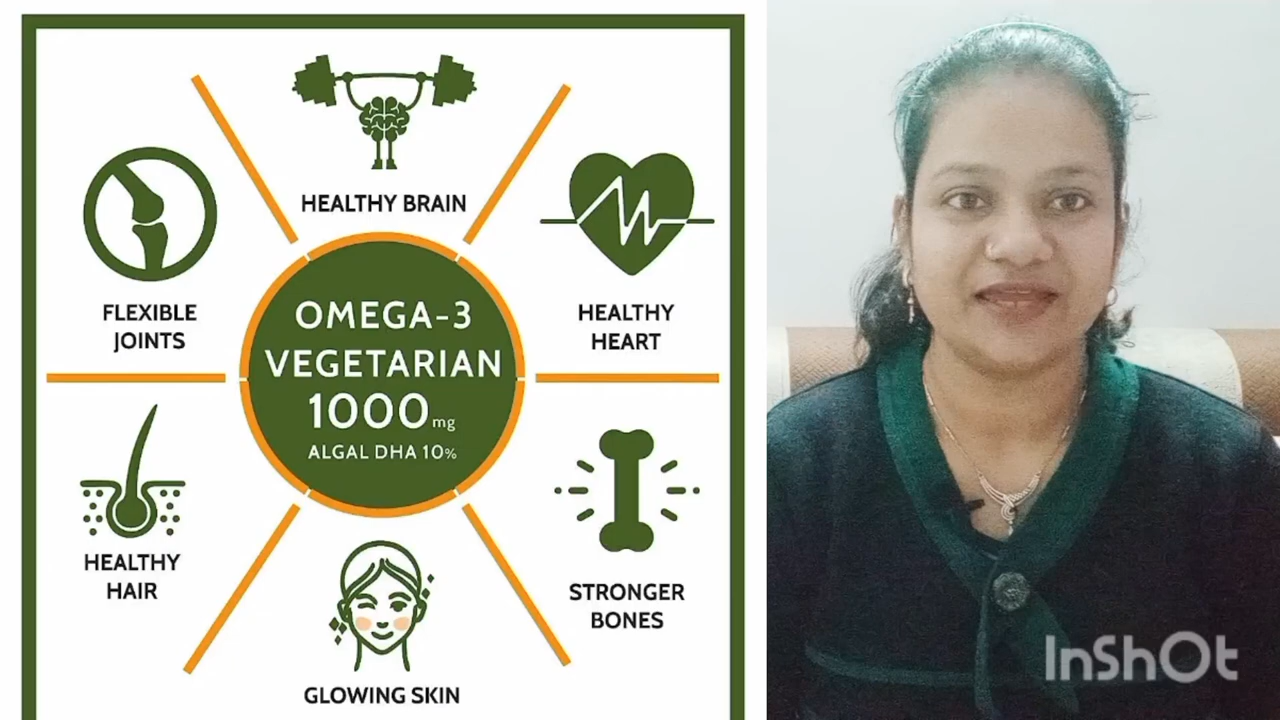 HEALTHY BRAIN
FLEXIBLE
JOINTS
HEALTHY
HEART
OMEGA-3
VEGETARIAN
1000mg
ALGAL DHA 10%
HEALTHY
HAIR
STRONGER
BONES
GLOWING SKIN
InShOt